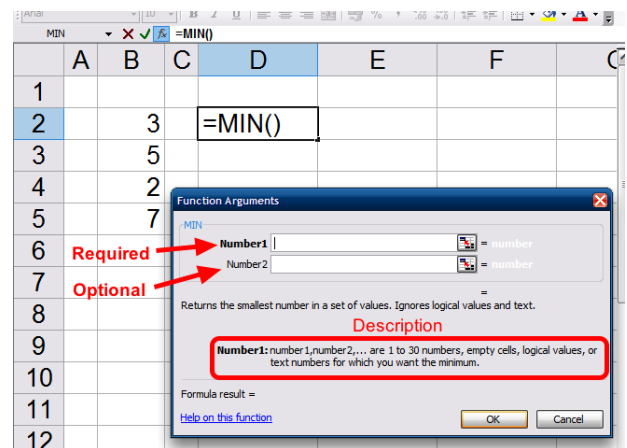 Arial 10 B I U
MIN =MIN()
A B C D E F
1
2 3 =MIN()
3 5
4 2
5 7
6
7
8
9
10
11
12
Required
Optional
Function Arguments
MIN
Number1 = number
Number2 = number
=
Returns the smallest number in a set of values. Ignores logical values and text.
Description
Number1: number1,number2,... are 1 to 30 numbers, empty cells, logical values, or
text numbers for which you want the minimum.
Formula result =
Help on this function OK Cancel